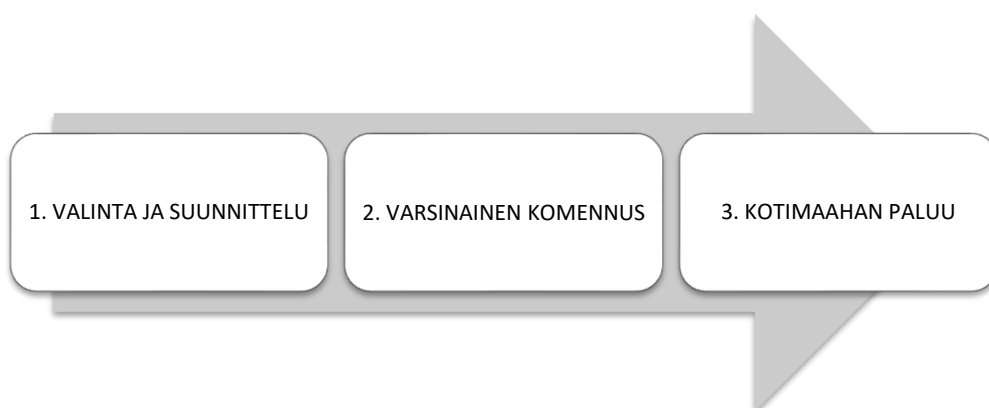 1. VALINTA JA SUUNNITTELU
2. VARSINAINEN KOMENNUS
3. KOTIMAAHAN PALUU